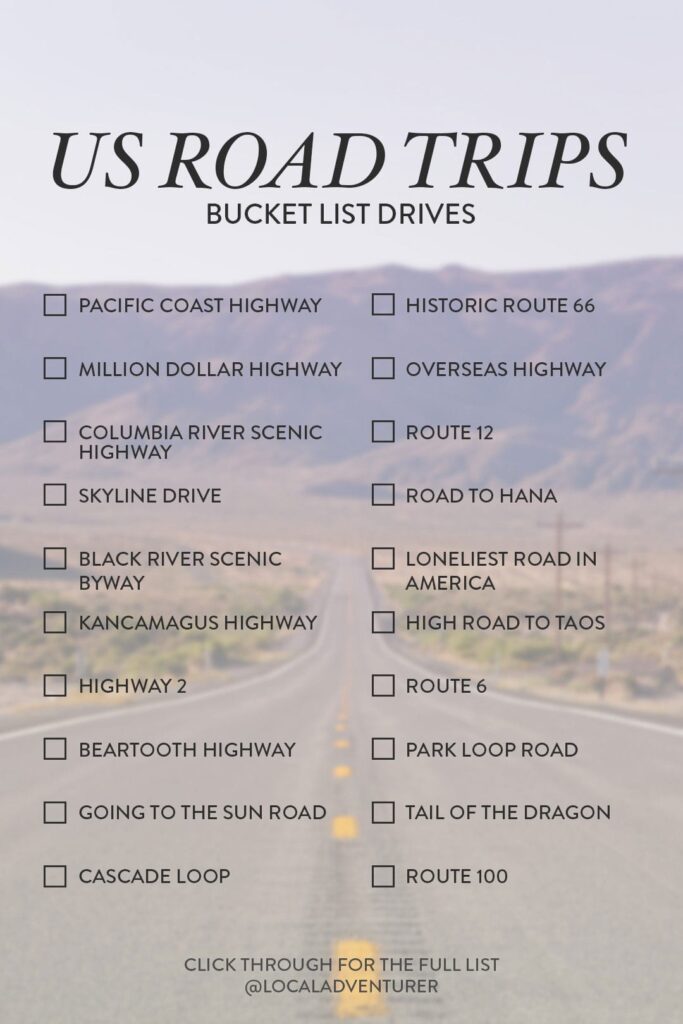 US ROAD TRIPS
BUCKET LIST DRIVES
PACIFIC COAST HIGHWAY
MILLION DOLLAR HIGHWAY
COLUMBIA RIVER SCENIC
HIGHWAY
SKYLINE DRIVE
BLACK RIVER SCENIC
BYWAY
KANCAMAGUS HIGHWAY
HIGHWAY 2
BEARTOOTH HIGHWAY
GOING TO THE SUN ROAD
CASCADE LOOP
HISTORIC ROUTE 66
OVERSEAS HIGHWAY
ROUTE 12
ROAD TO HANA
LONELIEST ROAD IN
AMERICA
HIGH ROAD TO TAOS
ROUTE 6
PARK LOOP ROAD
TAIL OF THE DRAGON
ROUTE 100
CLICK THROUGH FOR THE FULL LIST
@LOCALADVENTURER